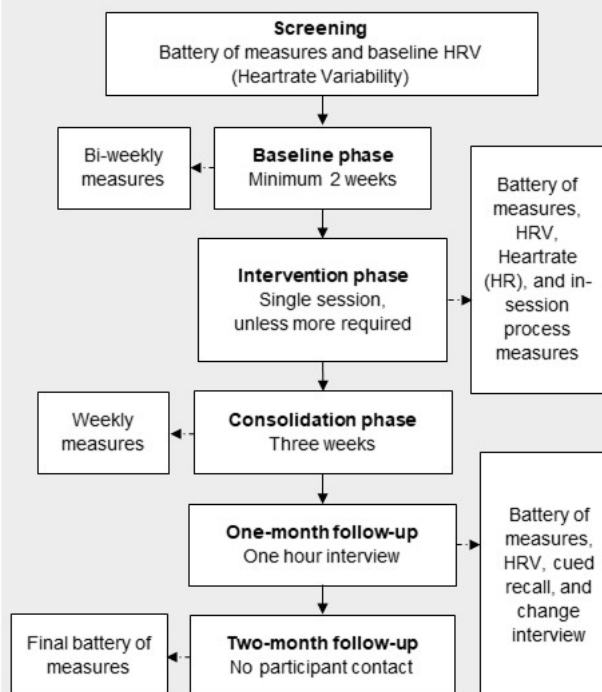 Screening
Battery of measures and baseline HRV
(Heartrate Variability)
Bi-weekly
measures
Baseline phase
Minimum 2 weeks
Battery of
measures,
HRV,
Heartrate
(HR), and in-
session
process
measures
Intervention phase
Single session,
unless more required
Weekly
measures
Consolidation phase
Three weeks
One-month follow-up
One hour interview
Battery of
measures,
HRV, cued
recall, and
change
interview
Final battery of
measures
Two-month follow-up
No participant contact